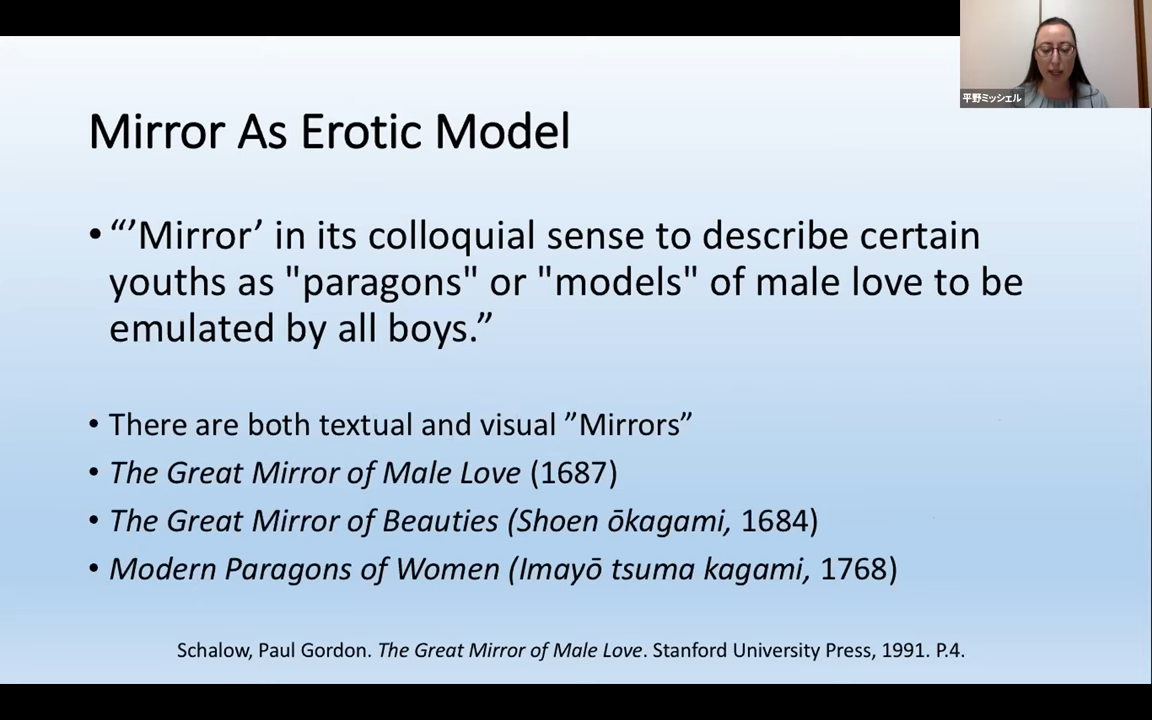 平野ミッシェル
Mirror As Erotic Model
• “’Mirror’ in its colloquial sense to describe certain
youths as "paragons" or "models" of male love to be
emulated by all boys.”
• There are both textual and visual ”Mirrors”
• The Great Mirror of Male Love (1687)
• The Great Mirror of Beauties (Shoen ōkagami, 1684)
• Modern Paragons of Women (Imayō tsuma kagami, 1768)
Schalow, Paul Gordon. The Great Mirror of Male Love. Stanford University Press, 1991. P.4.